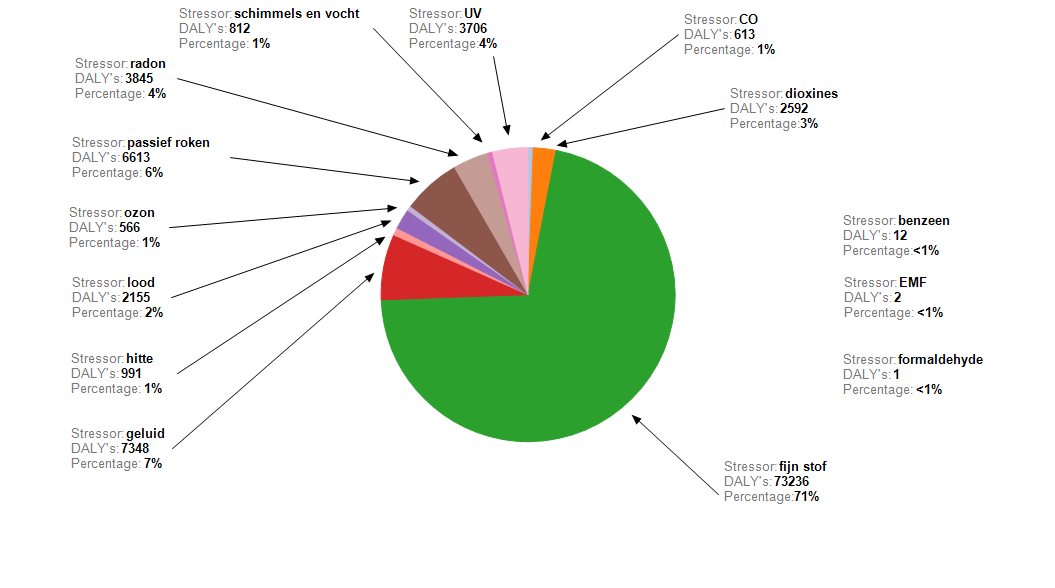 Stressor: schimmels en vocht
DALY's: 812
Percentage: 1%
Stressor: UV
DALY's: 3706
Percentage:4%
Stressor: CO
DALY's: 613
Percentage: 1%
Stressor: radon
DALY's: 3845
Percentage: 4%
Stressor: dioxines
DALY's: 2592
Percentage:3%
Stressor: passief roken
DALY's: 6613
Percentage: 6%
Stressor: ozon
DALY's: 566
Percentage: 1%
Stressor: benzeen
DALY's: 12
Percentage:<1%
Stressor: lood
DALY's: 2155
Percentage: 2%
Stressor: EMF
DALY's: 2
Percentage: <1%
Stressor: hitte
DALY's: 991
Percentage: 1%
Stressor: formaldehyde
DALY's: 1
Percentage: <1%
Stressor: geluid
DALY's: 7348
Percentage: 7%
Stressor: fijn stof
DALY's: 73236
Percentage:71%